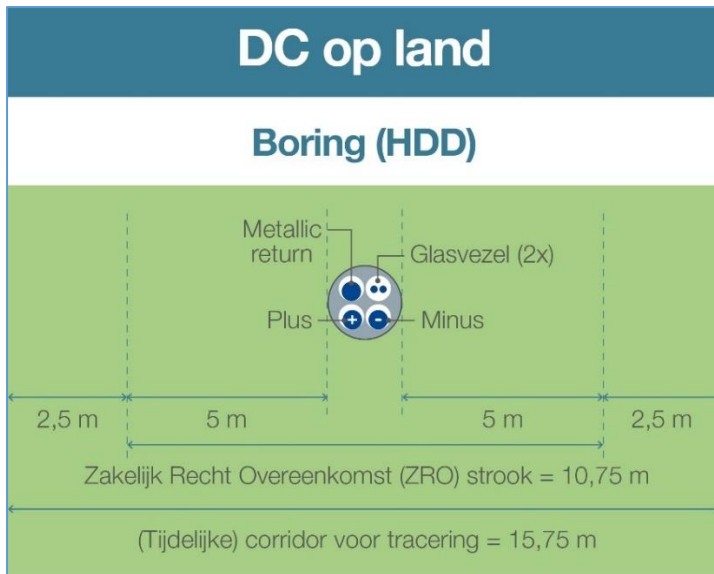 DC op land
Boring (HDD)
Metallic
return
Glasvezel (2x)
Plus
+
-
Minus
2,5 m
5 m
5 m
2,5 m
Zakelijk Recht Overeenkomst (ZRO) strook = 10,75 m
(Tijdelijke) corridor voor tracering = 15,75 m